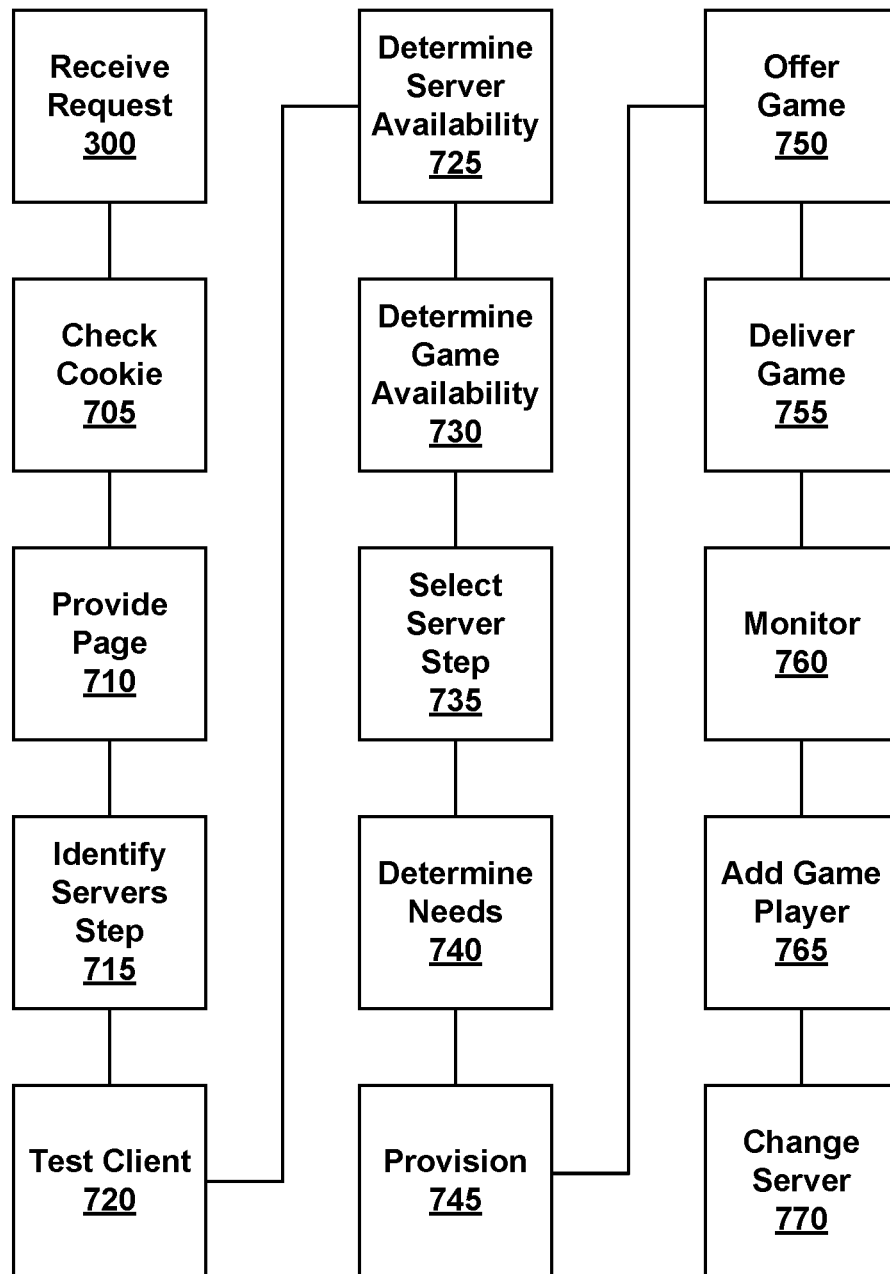 Receive
Request
300
Check
Cookie
705
Provide
Page
710
Identify
Servers
Step
715
Test Client
720
Determine
Server
Availability
725
Determine
Game
Availability
730
Select
Server
Step
735
Determine
Needs
740
Provision
745
Offer
Game
750
Deliver
Game
755
Monitor
760
Add Game
Player
765
Change
Server
770